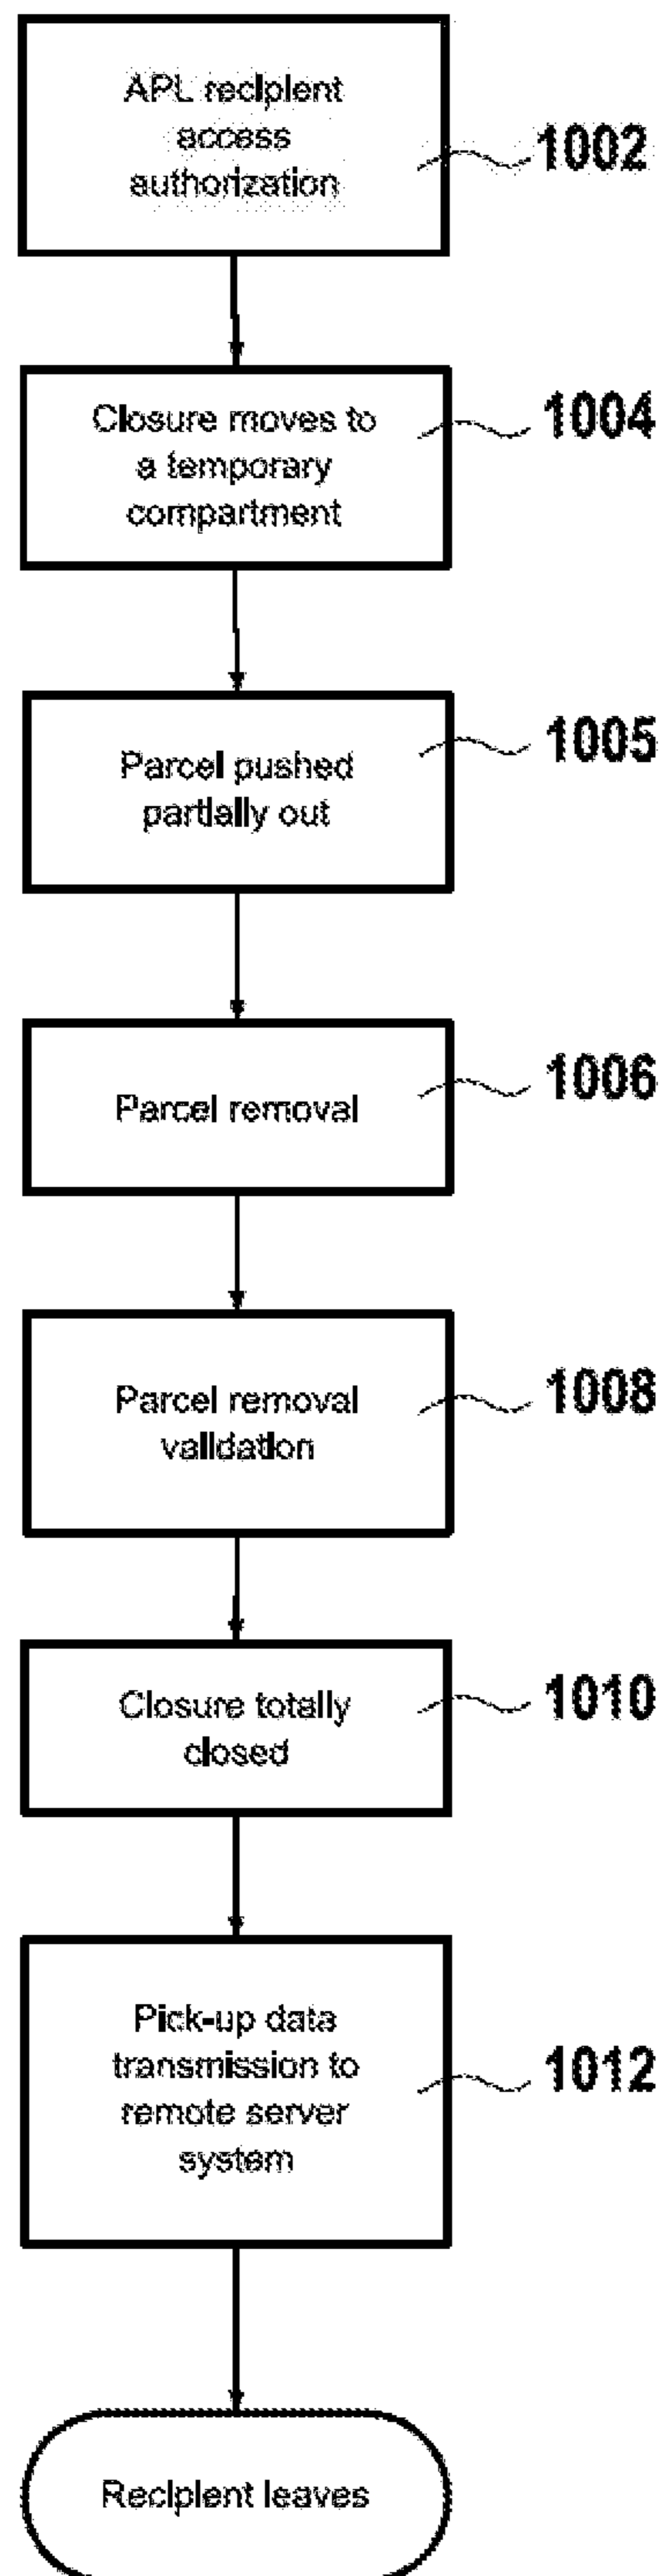 APL recipient
access
authorization
1002
Closure moves to
a temporary
compartment
1004
Parcel pushed
partially out
1005
Parcel removal
1006
Parcel removal
validation
1008
Closure totally
closed
1010
Pick-up data
transmission to
remote server
system
1012
Recipient leaves